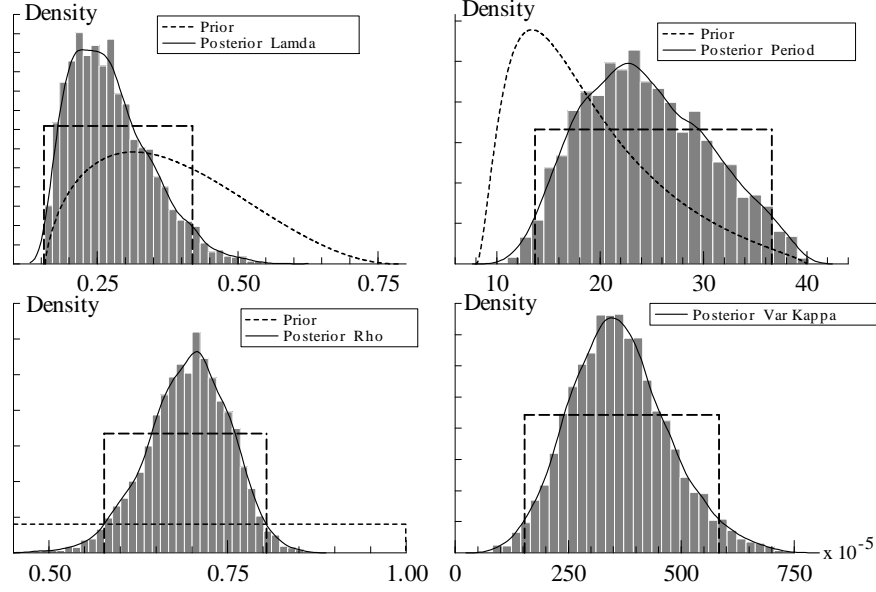 Density
Prior
Posterior Lamda
0.25 0.50 0.75
Density
Prior
Posterior Period
10 20 30 40
Density
Prior
Posterior Rho
0.50 0.75 1.00
Density
Posterior Var Kappa
0 250 500 750 x 10-5